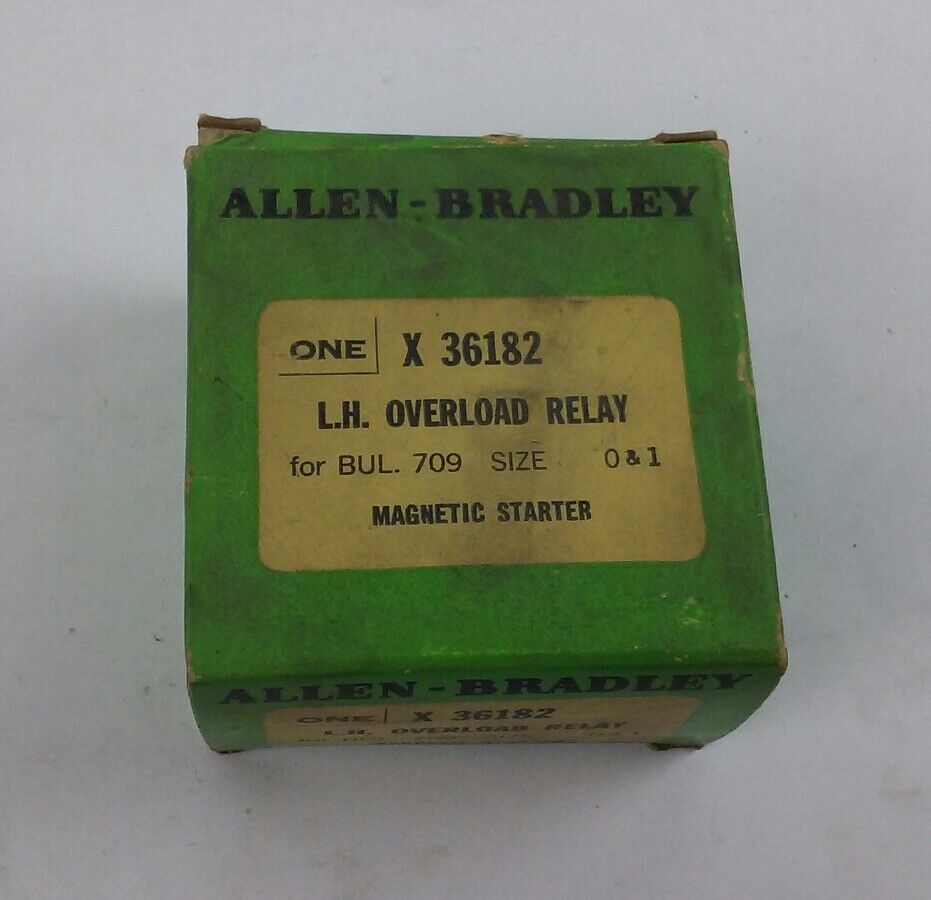 ALLEN-BRADLEY
ONE X 36182
L.H. OVERLOAD RELAY
for BUL. 709 SIZE 0 & 1
MAGNETIC STARTER
ALLEN-BRADLEY
ONE X 36182
L.H. OVERLOAD RELAY